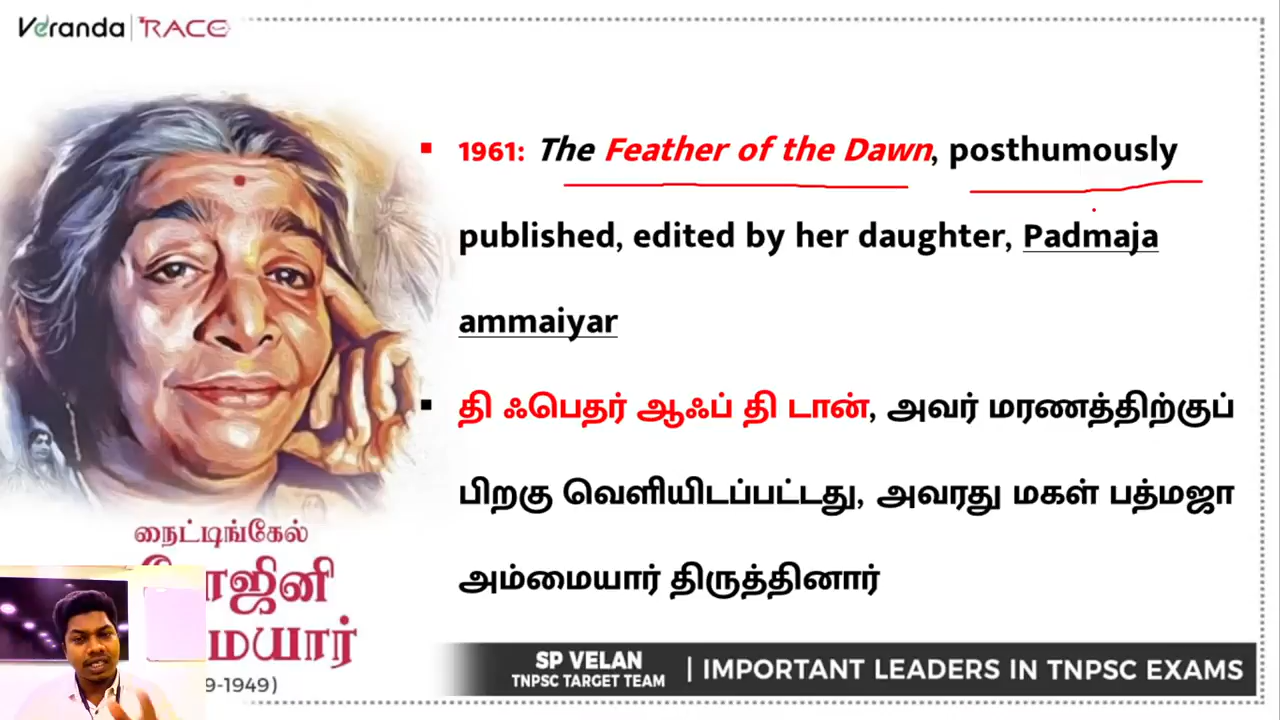 Veranda RACE
1961: The Feather of the Dawn, posthumously
published, edited by her daughter, Padmaja
ammaiyar
தி ஃபெதர் ஆஃப் தி டான், அவர் மரணத்திற்குப்
பிறகு வெளியிடப்பட்டது, அவரது மகள் பத்மஜா
அம்மையார் திருத்தினார்
நைட்டிங்கேல்
9-1949)
SP VELAN
TNPSC TARGET TEAM
IMPORTANT LEADERS IN TNPSC EXAMS